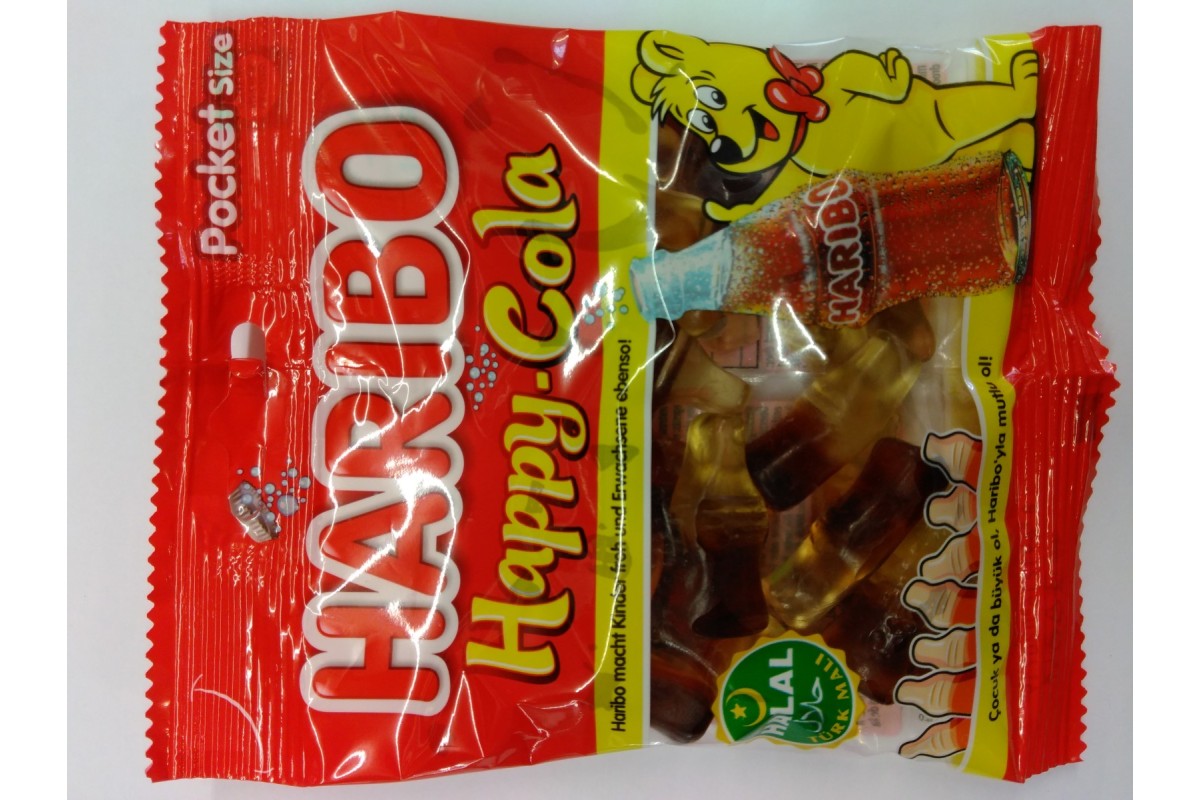 Pocket size
HARIBO
Happy-Cola
Haribo macht Kinder froh und Erwachsene ebenso!
HARIBO
HALAL
حلال
TÜRK MALI
Çocuk ya da büyük ol, Haribo'yla mutlu ol!